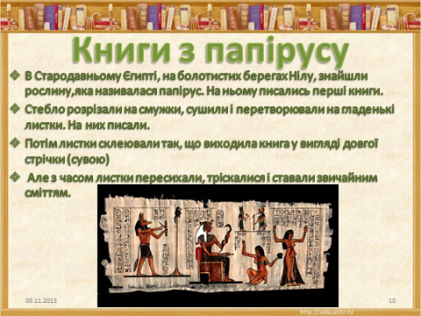 Книги з папірусу
❖ В Стародавньому Єгипті, на болотистих берегах Нілу, знайшли
рослину,яка називалася папірус. На ньому писались перші книги.
❖ Стебло розрізали на смужки, сушили і перетворювали на гладенькі
листки. На них писали.
❖ Потім листки склеювали так, що виходила книга у вигляді довгої
стрічки (сувою)
❖ Але з часом листки пересихали, тріскалися і ставали звичайним
сміттям.
08.11.2013
10
http://aida.ucoz.ru